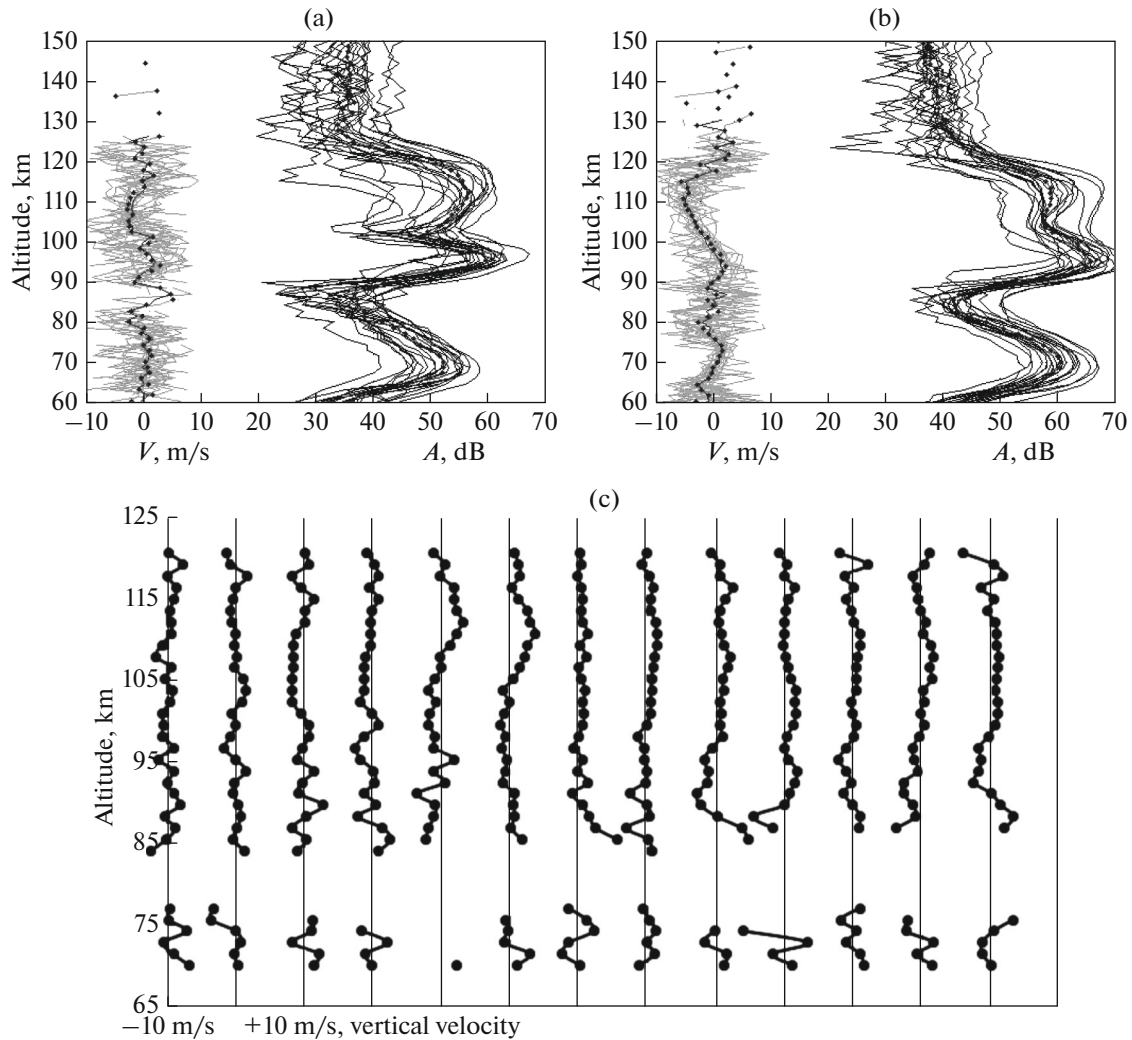 (a)
(b)
150
140
130
120
110
100
90
80
70
60
Altitude, km
−10 0 10 20 30 40 50 60 70
V, m/s A, dB
150
140
130
120
110
100
90
80
70
60
Altitude, km
−10 0 10 20 30 40 50 60 70
V, m/s A, dB
(c)
125
115
105
95
85
75
65
Altitude, km
−10 m/s +10 m/s, vertical velocity